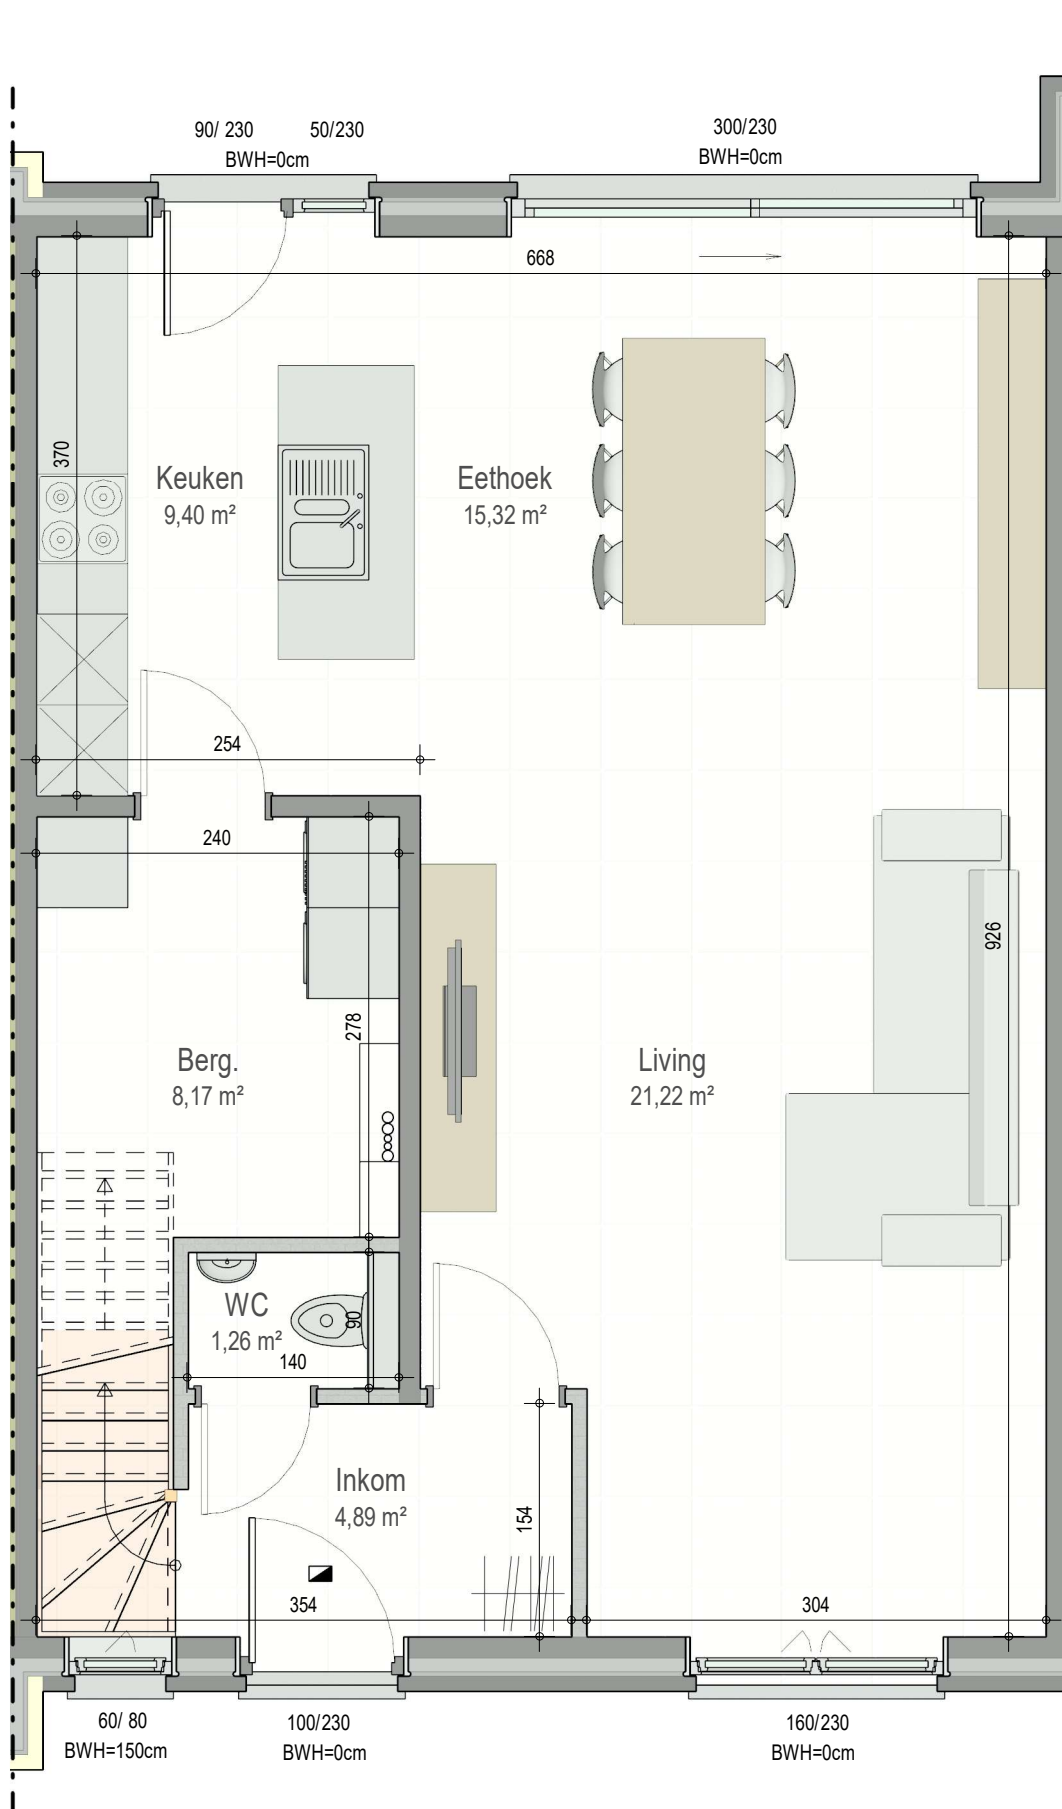 90/ 230
50/230
BWH=0cm
300/230
BWH=0cm
668
370
Keuken
9,40 m²
Eethoek
15,32 m²
254
240
926
278
Berg.
8,17 m²
Living
21,22 m²
WC
1,26 m²
90
140
Inkom
4,89 m²
154
354
304
60/ 80
BWH=150cm
100/230
BWH=0cm
160/230
BWH=0cm